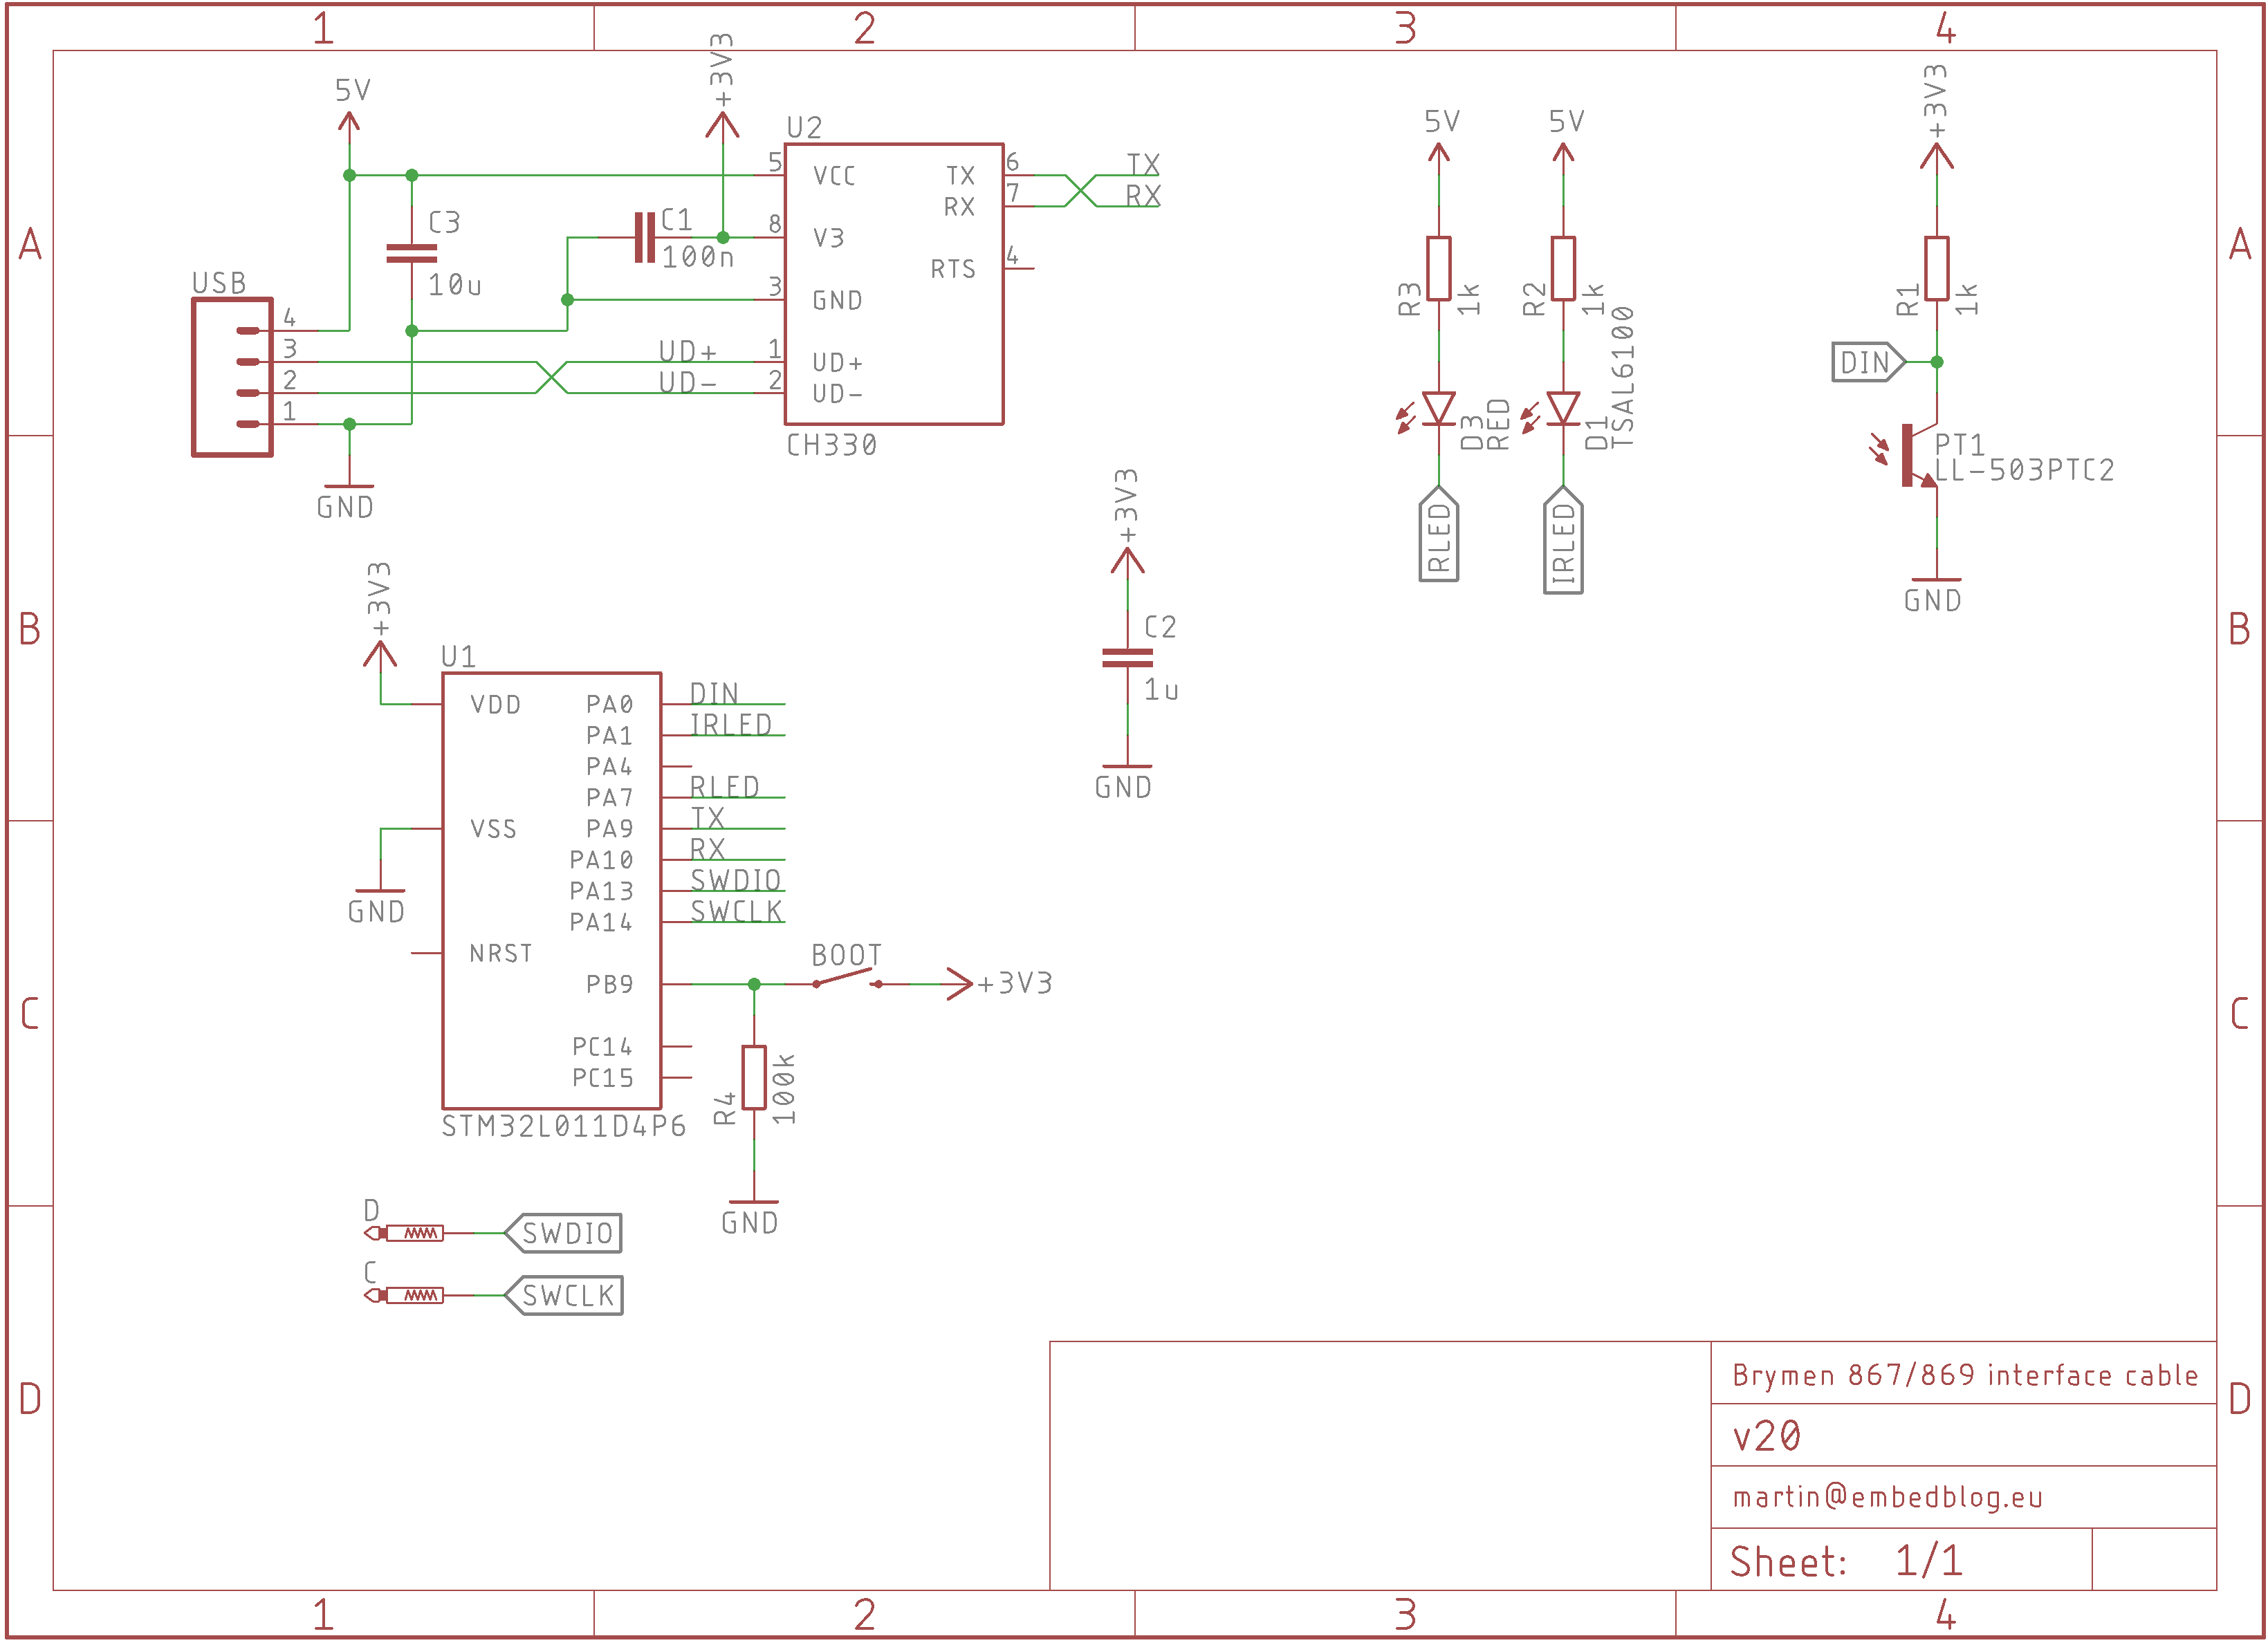 1 2 3 4
A
B
C
D
A
B
C
D
5V
+3V3
U2
5 VCC
8 V3
3 GND
1 UD+
2 UD-
TX 6
RX 7
RTS 4
TX
RX
CH330
C3
10u
C1
100n
USB
4
3
2
1
UD+
UD-
GND
5V
5V
R3
1k
R2
1k
D3
RED
D1
TSAL6100
RLED
IRLED
+3V3
R1
1k
DIN
PT1
LL-503PTC2
GND
+3V3
C2
1u
GND
+3V3
U1
VDD
VSS
NRST
GND
PA0 DIN
PA1 IRLED
PA4
PA7 RLED
PA9 TX
PA10 RX
PA13 SWDIO
PA14 SWCLK
PB9
PC14
PC15
STM32L011D4P6
BOOT
+3V3
R4
100k
GND
D
SWDIO
C
SWCLK
Brymen 867/869 interface cable
v20
martin@embedblog.eu
Sheet: 1/1
1 2 3 4